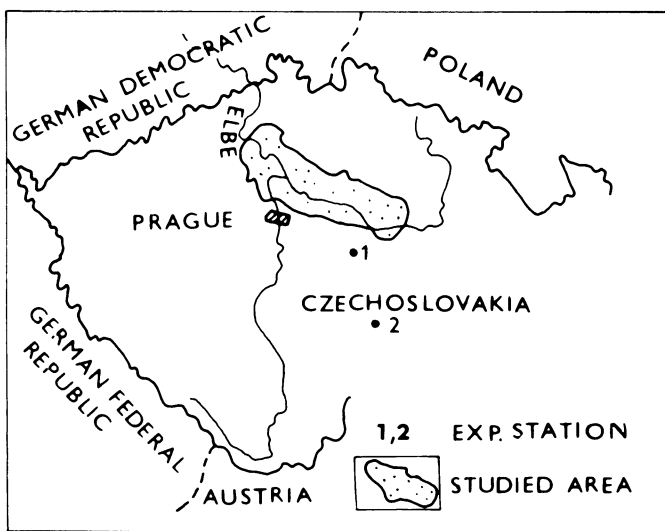 GERMAN DEMOCRATIC
REPUBLIC
POLAND
ELBE
PRAGUE
1
CZECHOSLOVAKIA
2
GERMAN FEDERAL
REPUBLIC
1,2 EXP. STATION
STUDIED AREA
AUSTRIA